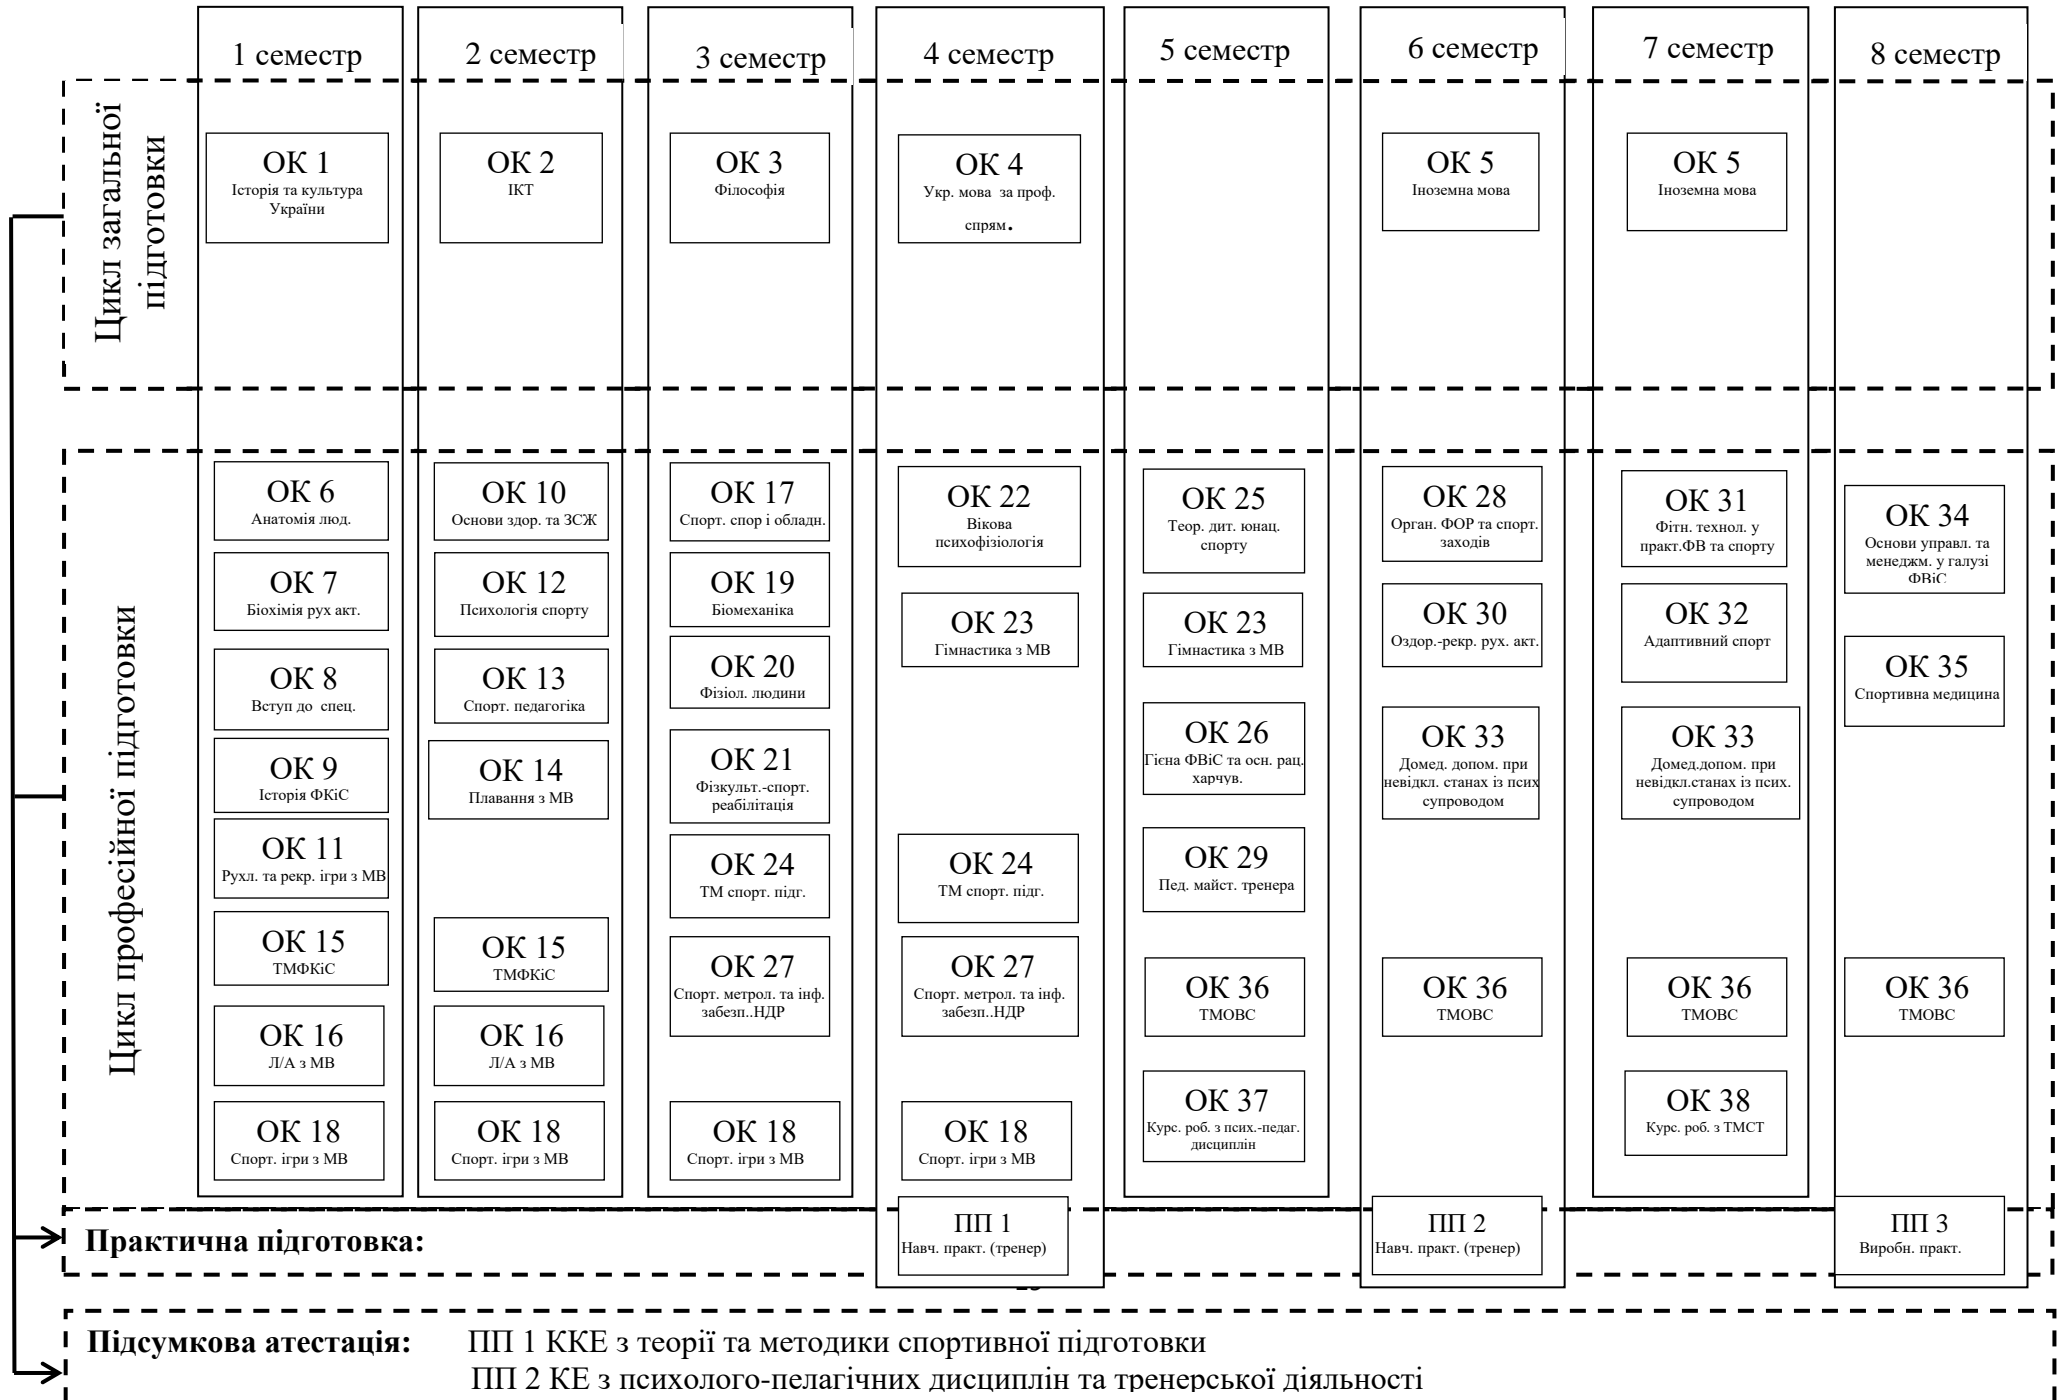 1 семестр
2 семестр
3 семестр
4 семестр
5 семестр
6 семестр
7 семестр
8 семестр
Цикл загальної
підготовки
ОК 1
Історія та культура
України
ОК 2
ІКТ
ОК 3
Філософія
ОК 4
Укр. мова за проф.
спрям.
ОК 5
Іноземна мова
ОК 5
Іноземна мова
Цикл професійної підготовки
ОК 6
Анатомія люд.
ОК 7
Біохімія рух акт.
ОК 8
Вступ до спец.
ОК 9
Історія ФКіС
ОК 11
Рухл. та рекр. ігри з МВ
ОК 15
ТМФКіС
ОК 16
Л/А з МВ
ОК 18
Спорт. ігри з МВ
ОК 10
Основи здор. та ЗСЖ
ОК 12
Психологія спорту
ОК 13
Спорт. педагогіка
ОК 14
Плавання з МВ
ОК 15
ТМФКіС
ОК 16
Л/А з МВ
ОК 18
Спорт. ігри з МВ
ОК 17
Спорт. спор і обладн.
ОК 19
Біомеханіка
ОК 20
Фізіол. людини
ОК 21
Фізкульт.-спорт.
реабілітація
ОК 24
ТМ спорт. підг.
ОК 27
Спорт. метрол. та інф.
забезп..НДР
ОК 18
Спорт. ігри з МВ
ОК 22
Вікова
психофізіологія
ОК 23
Гімнастика з МВ
ОК 24
ТМ спорт. підг.
ОК 27
Спорт. метрол. та інф.
забезп..НДР
ОК 18
Спорт. ігри з МВ
ОК 25
Теор. дит. юнац.
спорту
ОК 23
Гімнастика з МВ
ОК 26
Гігієна ФВіС та осн. рац.
харчув.
ОК 29
Пед. майст. тренера
ОК 36
ТМОВС
ОК 37
Курс. роб. з псих.-педаг.
дисциплін
ОК 28
Орган. ФОР та спорт.
заходів
ОК 30
Оздор.-рекр. рух. акт.
ОК 33
Домед. допом. при
невідкл. станах із псих
супроводом
ОК 36
ТМОВС
ОК 31
Фітн. технол. у
практ.ФВ та спорту
ОК 32
Адаптивний спорт
ОК 33
Домед.допом. при
невідкл.станах із псих.
супроводом
ОК 36
ТМОВС
ОК 38
Курс. роб. з ТМСТ
ОК 34
Основи управл. та
менеджм. у галузі
ФВіС
ОК 35
Спортивна медицина
ОК 36
ТМОВС
Практична підготовка:
ПП 1
Навч. практ. (тренер)
ПП 2
Навч. практ. (тренер)
ПП 3
Виробн. практ.
Підсумкова атестація: ПП 1 ККЕ з теорії та методики спортивної підготовки
ПП 2 КЕ з психолого-пелагічних дисциплін та тренерської діяльності